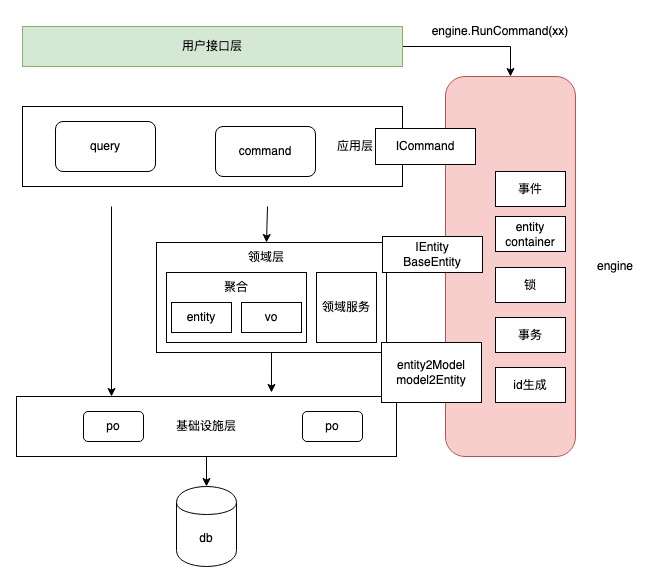 engine.RunCommand(xx)
用户接口层
query
command
应用层
ICommand
事件
entity
container
IEntity
BaseEntity
领域层
聚合
entity
vo
领域服务
engine
锁
事务
entity2Model
model2Entity
id生成
po
基础设施层
po
db